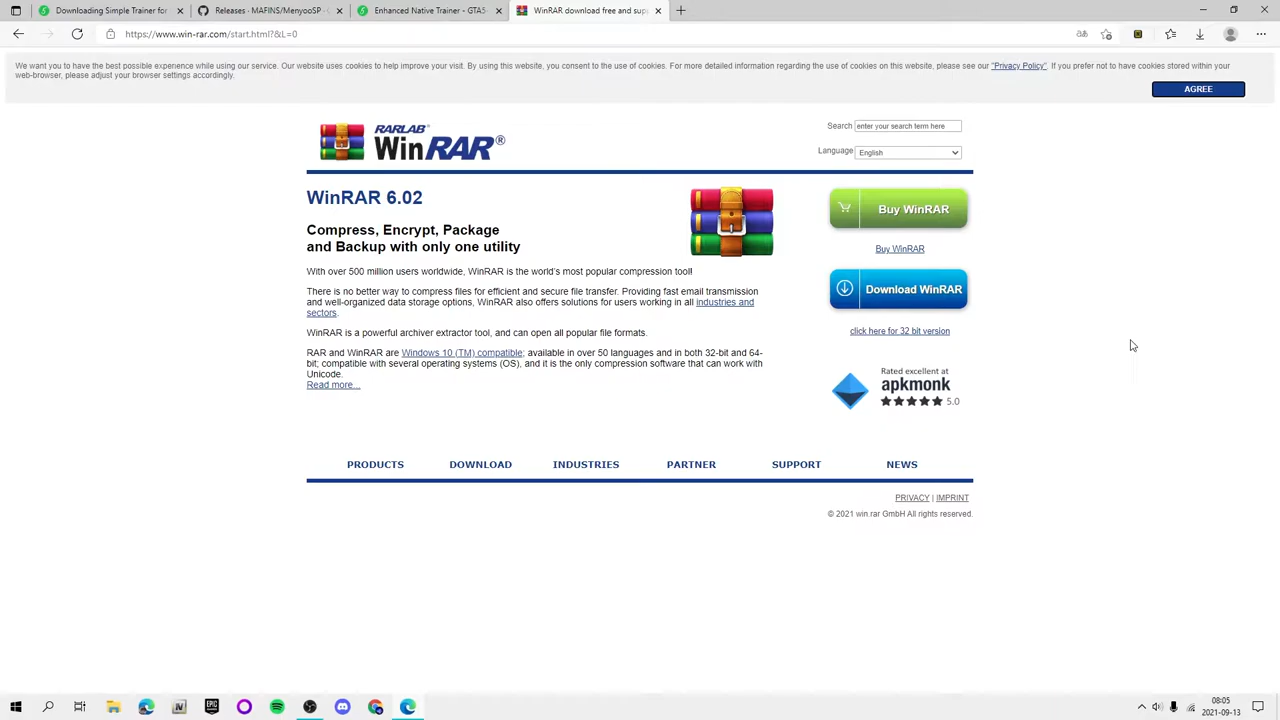 Downloading Simple Trainer for
Releases · MAFINS/MenyooSP ·
Enhanced Native Trainer - GTA5
WinRAR download free and sup
https://www.win-rar.com/start.html?&L=0
We want you to have the best possible experience while using our service. Our website uses cookies to help improve your visit. By using this website, you consent to the use of cookies. For more detailed information regarding the use of cookies on this website, please see our "Privacy Policy". If you prefer not to have cookies stored within your
web-browser, please adjust your browser settings accordingly.
AGREE
RARLAB®
WinRAR®
Search enter your search term here
Language English
WinRAR 6.02
Compress, Encrypt, Package
and Backup with only one utility
With over 500 million users worldwide, WinRAR is the world's most popular compression tool!
There is no better way to compress files for efficient and secure file transfer. Providing fast email transmission
and well-organized data storage options, WinRAR also offers solutions for users working in all industries and
sectors.
WinRAR is a powerful archiver extractor tool, and can open all popular file formats.
RAR and WinRAR are Windows 10 (TM) compatible; available in over 50 languages and in both 32-bit and 64-
bit; compatible with several operating systems (OS), and it is the only compression software that can work with
Unicode.
Read more...
Buy WinRAR
Buy WinRAR
Download WinRAR
click here for 32 bit version
Rated excellent at
apkmonk
5.0
PRODUCTS DOWNLOAD INDUSTRIES PARTNER SUPPORT NEWS
PRIVACY | IMPRINT
© 2021 win.rar GmbH All rights reserved.
EPIC
08:05
2021-09-13